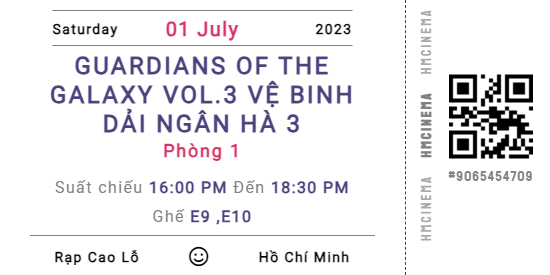 Saturday 01 July 2023
GUARDIANS OF THE
GALAXY VOL.3 VỆ BINH
DẢI NGÂN HÀ 3
Phòng 1
Suất chiếu 16:00 PM Đến 18:30 PM
Ghế E9 ,E10
Rạp Cao Lỗ Hồ Chí Minh
HMCINEMA
HMCINEMA
HMCINEMA
#9065454709